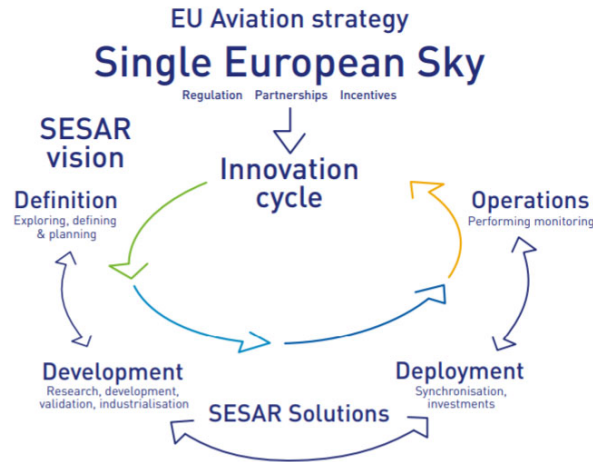 EU Aviation strategy
Single European Sky
Regulation Partnerships Incentives
SESAR
vision
Innovation
cycle
Definition
Exploring, defining
& planning
Operations
Performing monitoring
Development
Research, development,
validation, industrialisation
SESAR Solutions
Deployment
Synchronisation,
investments